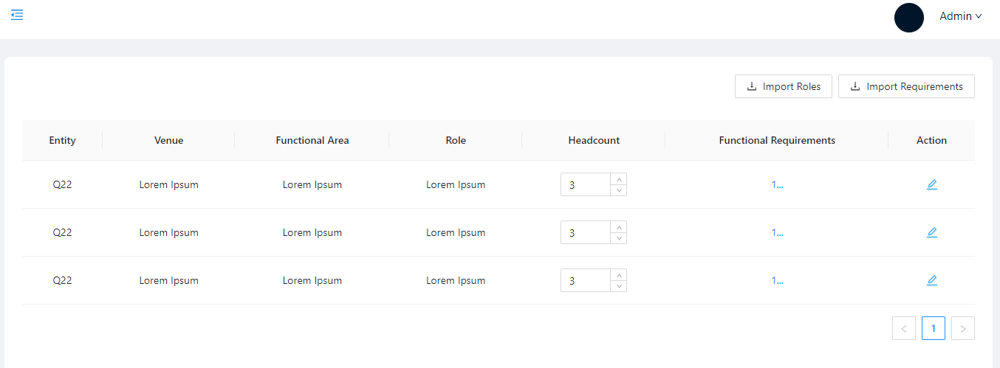 Admin
Import Roles Import Requirements
Entity Venue Functional Area Role Headcount Functional Requirements Action
Q22 Lorem Ipsum Lorem Ipsum Lorem Ipsum 3 1...
Q22 Lorem Ipsum Lorem Ipsum Lorem Ipsum 3 1...
Q22 Lorem Ipsum Lorem Ipsum Lorem Ipsum 3 1...
1